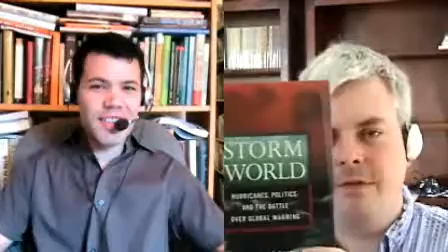 STORM
WORLD
HURRICANES, POLITICS,
AND THE BATTLE
OVER GLOBAL WARMING